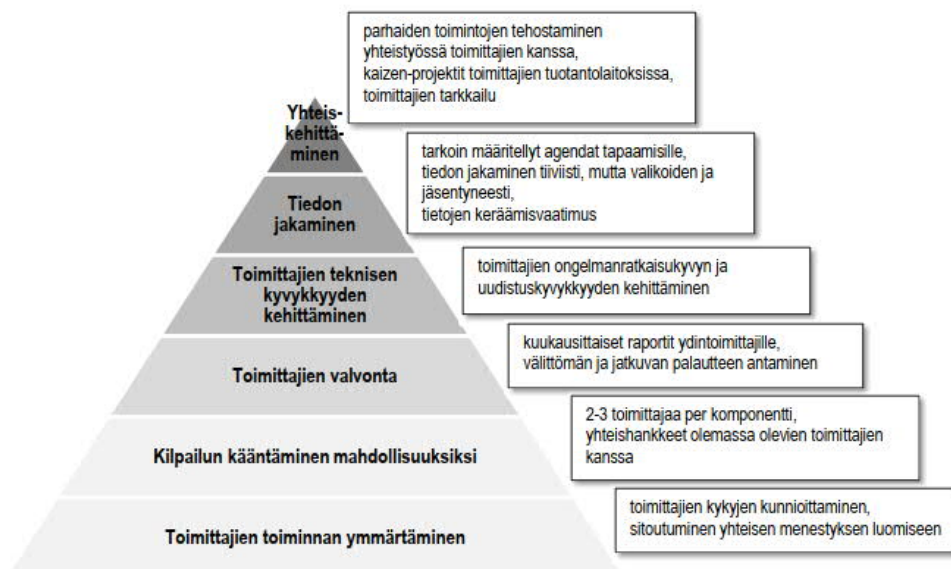 parhaiden toimintojen tehostaminen
yhteistyössä toimittajien kanssa,
kaizen-projektit toimittajien tuotantolaitoksissa,
toimittajien tarkkailu
Yhteis-
kehittä-
minen
tarkoin määritellyt agendat tapaamisille,
tiedon jakaminen tiiviisti, mutta valikoiden ja
jäsentyneesti,
tietojen keräämisvaatimus
Tiedon
jakaminen
toimittajien ongelmanratkaisukyvyn ja
uudistuskyvykkyyden kehittäminen
Toimittajien teknisen
kyvykkyyden
kehittäminen
kuukausittaiset raportit ydintoimittajille,
välittömän ja jatkuvan palautteen antaminen
Toimittajien valvonta
2-3 toimittajaa per komponentti,
yhteishankkeet olemassa olevien toimittajien
kanssa
Kilpailun kääntäminen mahdollisuuksiksi
toimittajien kykyjen kunnioittaminen,
sitoutuminen yhteisen menestyksen luomiseen
Toimittajien toiminnan ymmärtäminen